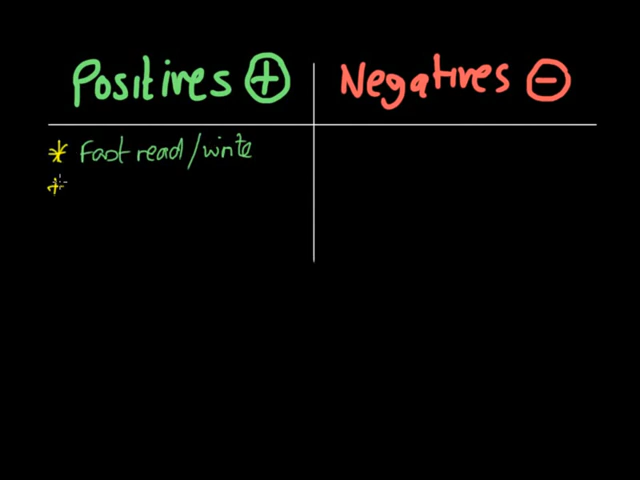 Positives +
Negatives -
* Fast read/write
*